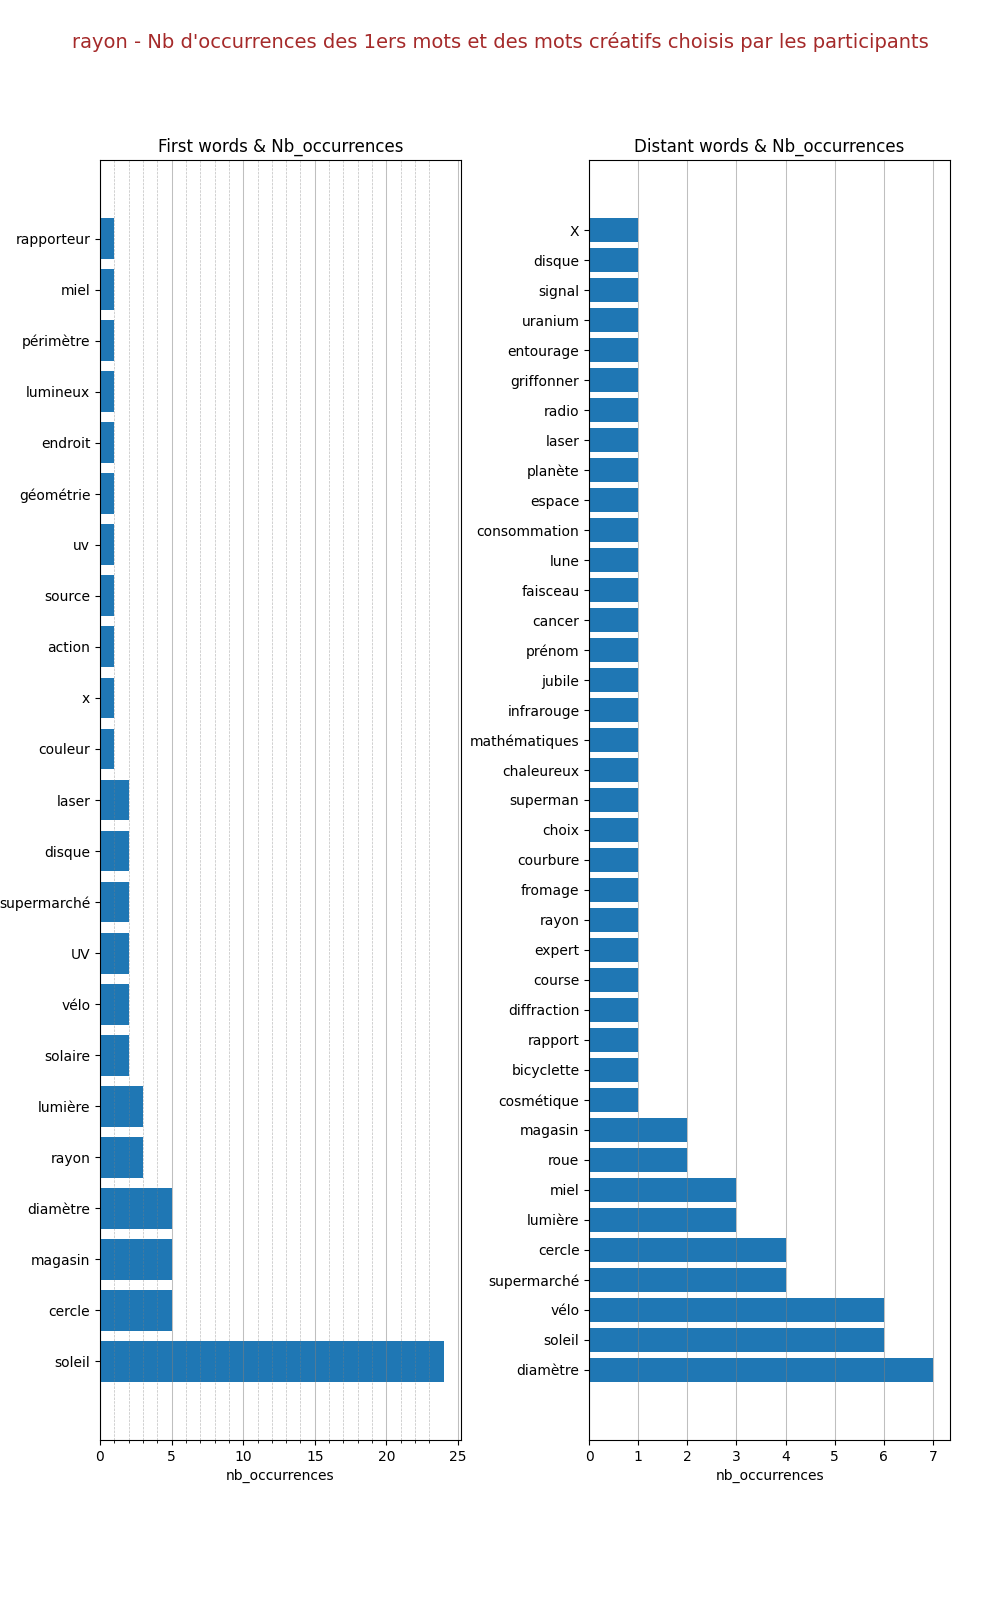 rayon - Nb d'occurrences des 1ers mots et des mots créatifs choisis par les participants
First words & Nb_occurrences
rapporteur
miel
périmètre
lumineux
endroit
géométrie
uv
source
action
x
couleur
laser
disque
supermarché
UV
vélo
solaire
lumière
rayon
diamètre
magasin
cercle
soleil
0 5 10 15 20 25
nb_occurrences
Distant words & Nb_occurrences
X
disque
signal
uranium
entourage
griffonner
radio
laser
planète
espace
consommation
lune
faisceau
cancer
prénom
jubile
infrarouge
mathématiques
chaleureux
superman
choix
courbure
fromage
rayon
expert
course
diffraction
rapport
bicyclette
cosmétique
magasin
roue
miel
lumière
cercle
supermarché
vélo
soleil
diamètre
0 1 2 3 4 5 6 7
nb_occurrences